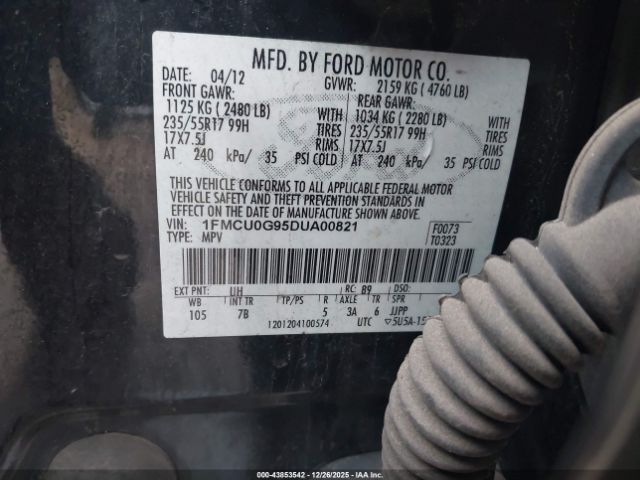 MFD. BY FORD MOTOR CO.
DATE: 04/12 GVWR: 2159 KG ( 4760 LB)
FRONT GAWR: REAR GAWR:
1125 KG ( 2480 LB) WITH 1034 KG ( 2280 LB) WITH
235/55R17 99H TIRES 235/55R17 99H TIRES
17X7.5J RIMS 17X7.5J RIMS
AT 240 kPa/ 35 PSI COLD AT 240 kPa/ 35 PSI COLD
THIS VEHICLE CONFORMS TO ALL APPLICABLE FEDERAL MOTOR
VEHICLE SAFETY AND THEFT PREVENTION STANDARDS IN
EFFECT ON THE DATE OF MANUFACTURE SHOWN ABOVE.
VIN: 1FMCU0G95DUA00821 F0073
TYPE: MPV T0323
EXT PNT: UH RC: 89 DSO:
WB INT TR TP/PS R AXLE TR SPR
105 7B 5 3A 6 JJPP
1201204100574 UTC ▽5U5A-15
00-43853542 | 12/26/2025 - IAAI